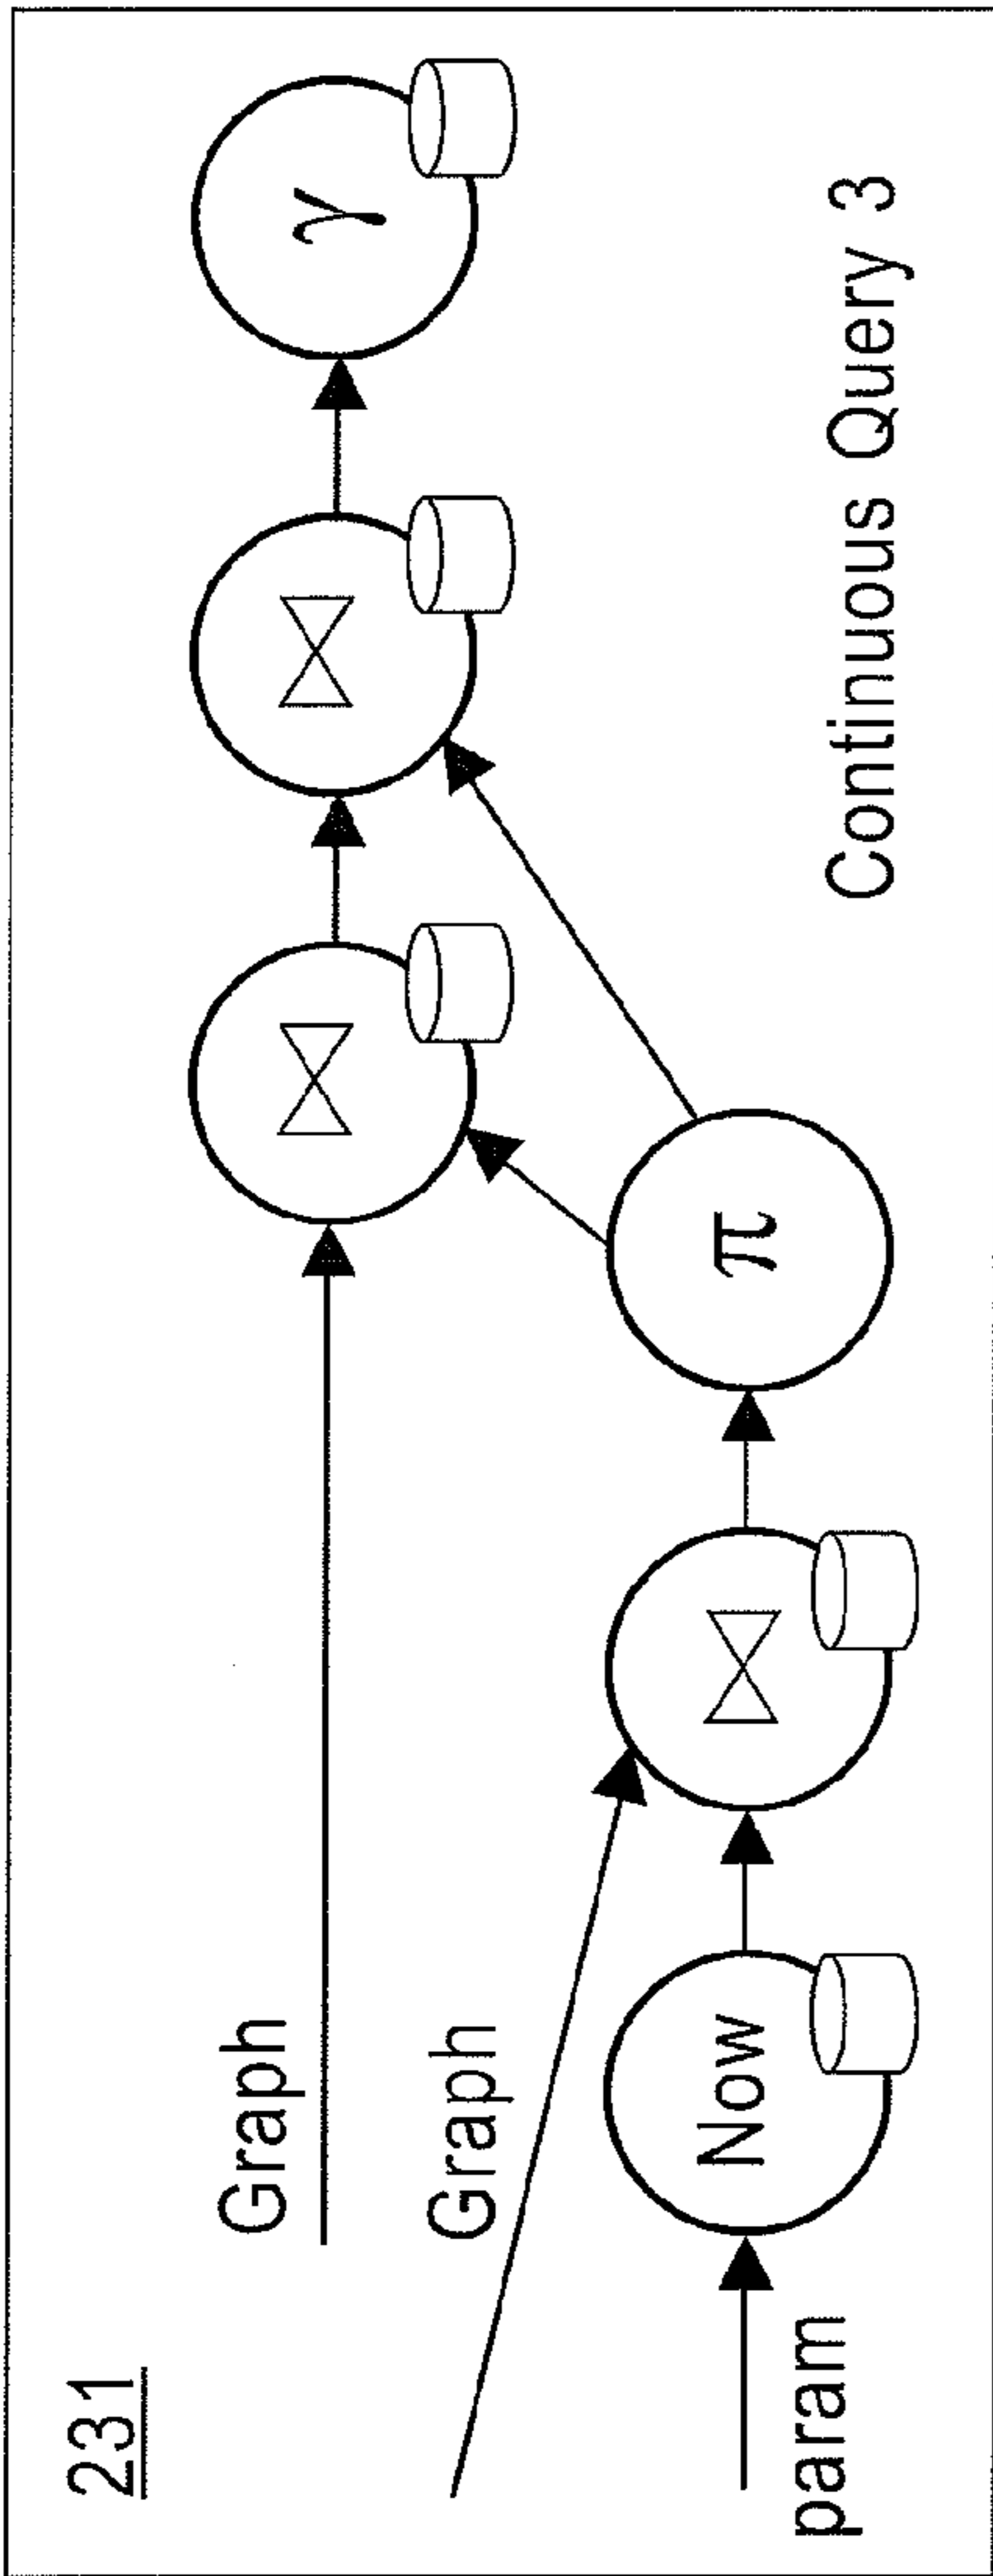 231
Graph
γ
Graph
param
Now
π
Continuous Query 3